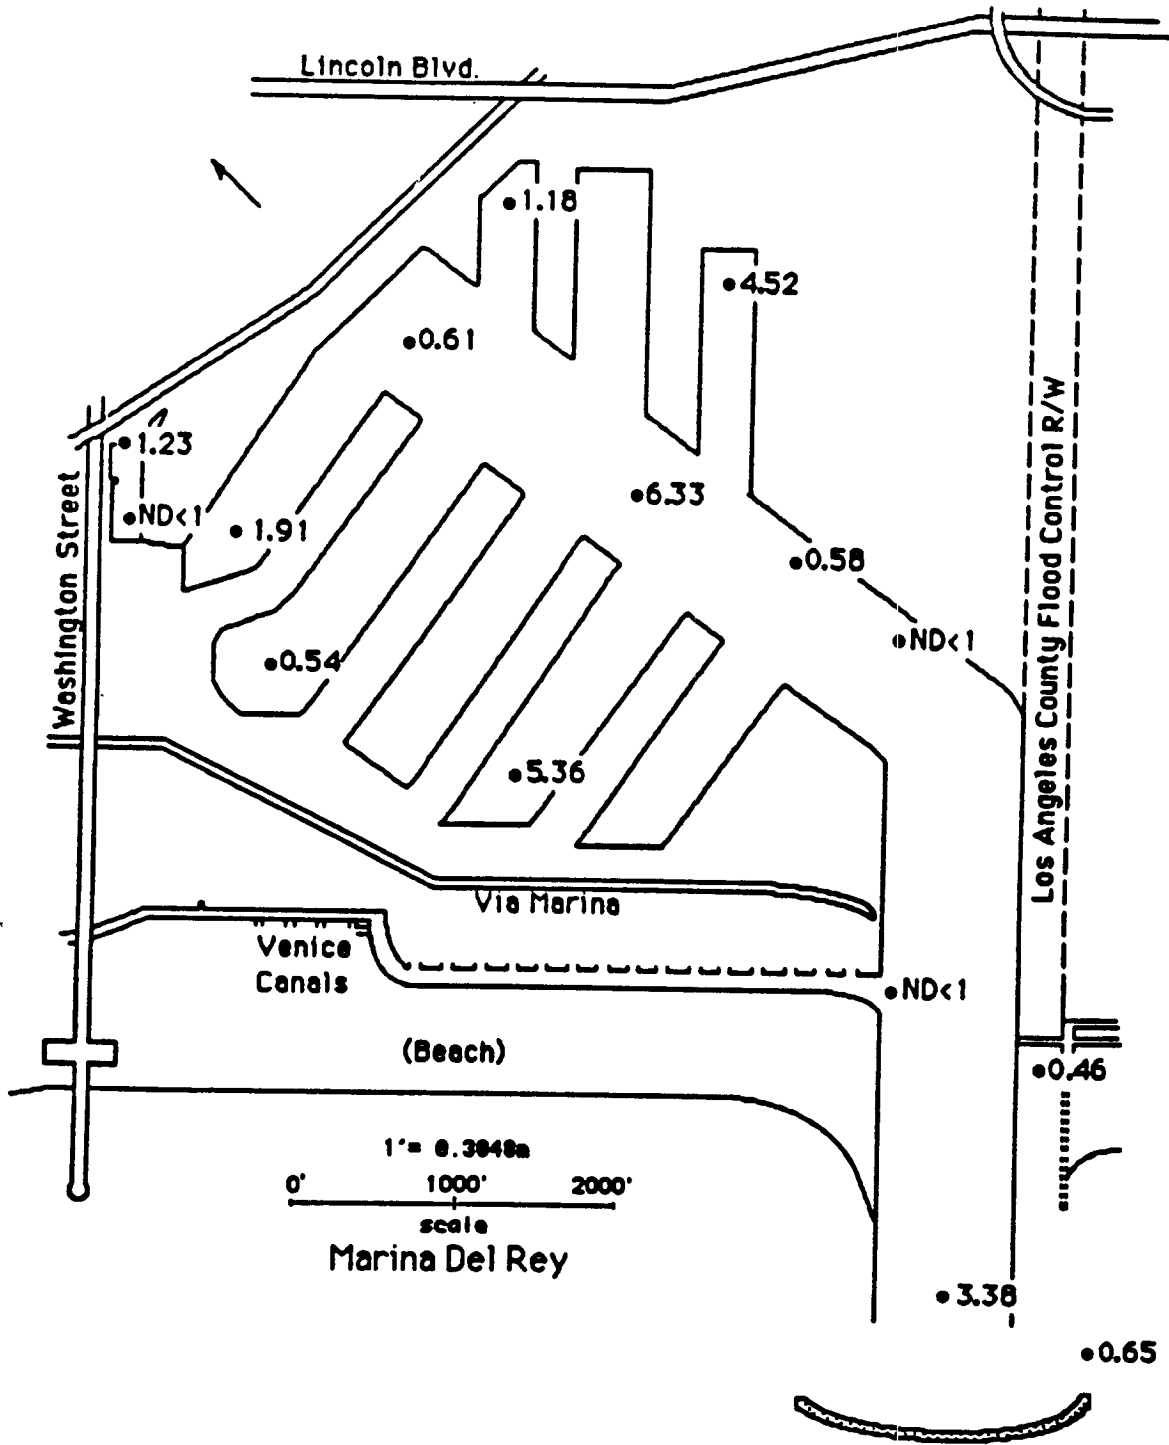 Lincoln Blvd.
1.18
4.52
0.61
1.23
6.33
ND<1
1.91
0.58
ND<1
0.54
5.36
Washington Street
Los Angeles County Flood Control R/W
Via Marina
Venice
Canals
ND<1
(Beach)
0.46
1'= 0.3048m
0' 1000' 2000'
scale
Marina Del Rey
3.38
0.65